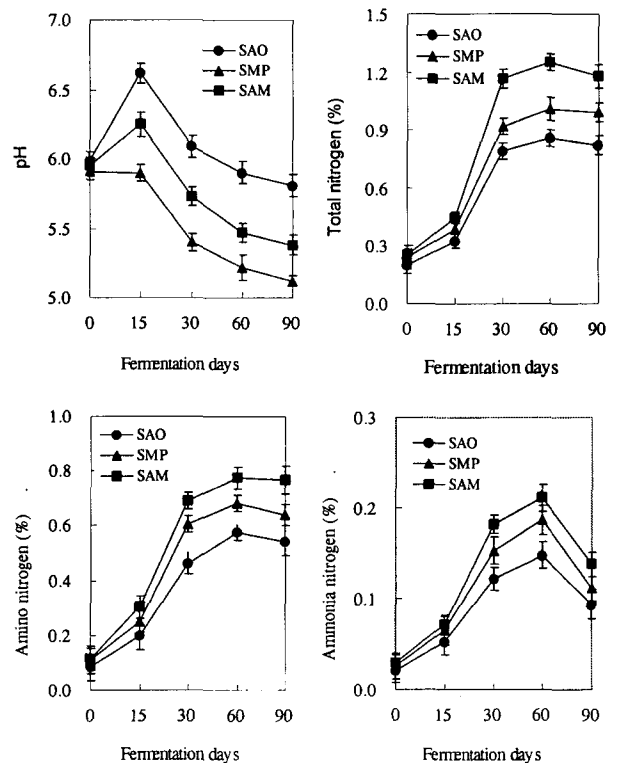 pH
6.0
7.0
6.5
6.0
5.5
5.0
SAO
SMP
SAM
0 15 30 60 90
Fermentation days
Total nitrogen (%)
1.5
1.2
0.9
0.6
0.3
0.0
SAO
SMP
SAM
0 15 30 60 90
Fermentation days
Amino nitrogen (%)
1.0
0.8
0.6
0.4
0.2
0.0
SAO
SMP
SAM
0 15 30 60 90
Fermentation days
Ammonia nitrogen (%)
0.3
0.2
0.1
0.0
SAO
SMP
SAM
0 15 30 60 90
Fermentation days